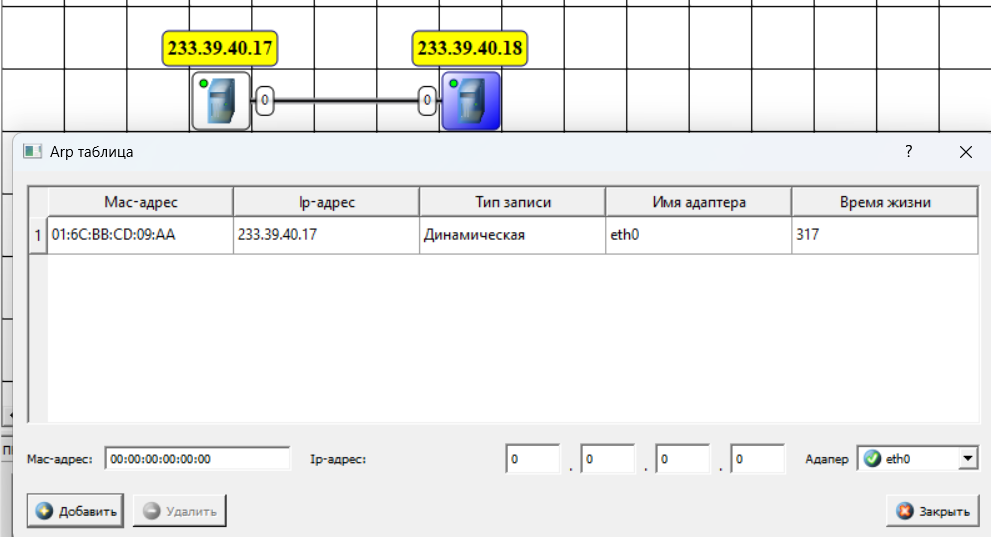 233.39.40.17 233.39.40.18
0 0
Arp таблица ?
Mac-адрес Ip-адрес Тип записи Имя адаптера Время жизни
1 01:6C:BB:CD:09:AA 233.39.40.17 Динамическая eth0 317
Mac-адрес: 00:00:00:00:00:00 Ip-адрес: 0 . 0 . 0 . 0 Адапер eth0
Добавить Удалить Закрыть